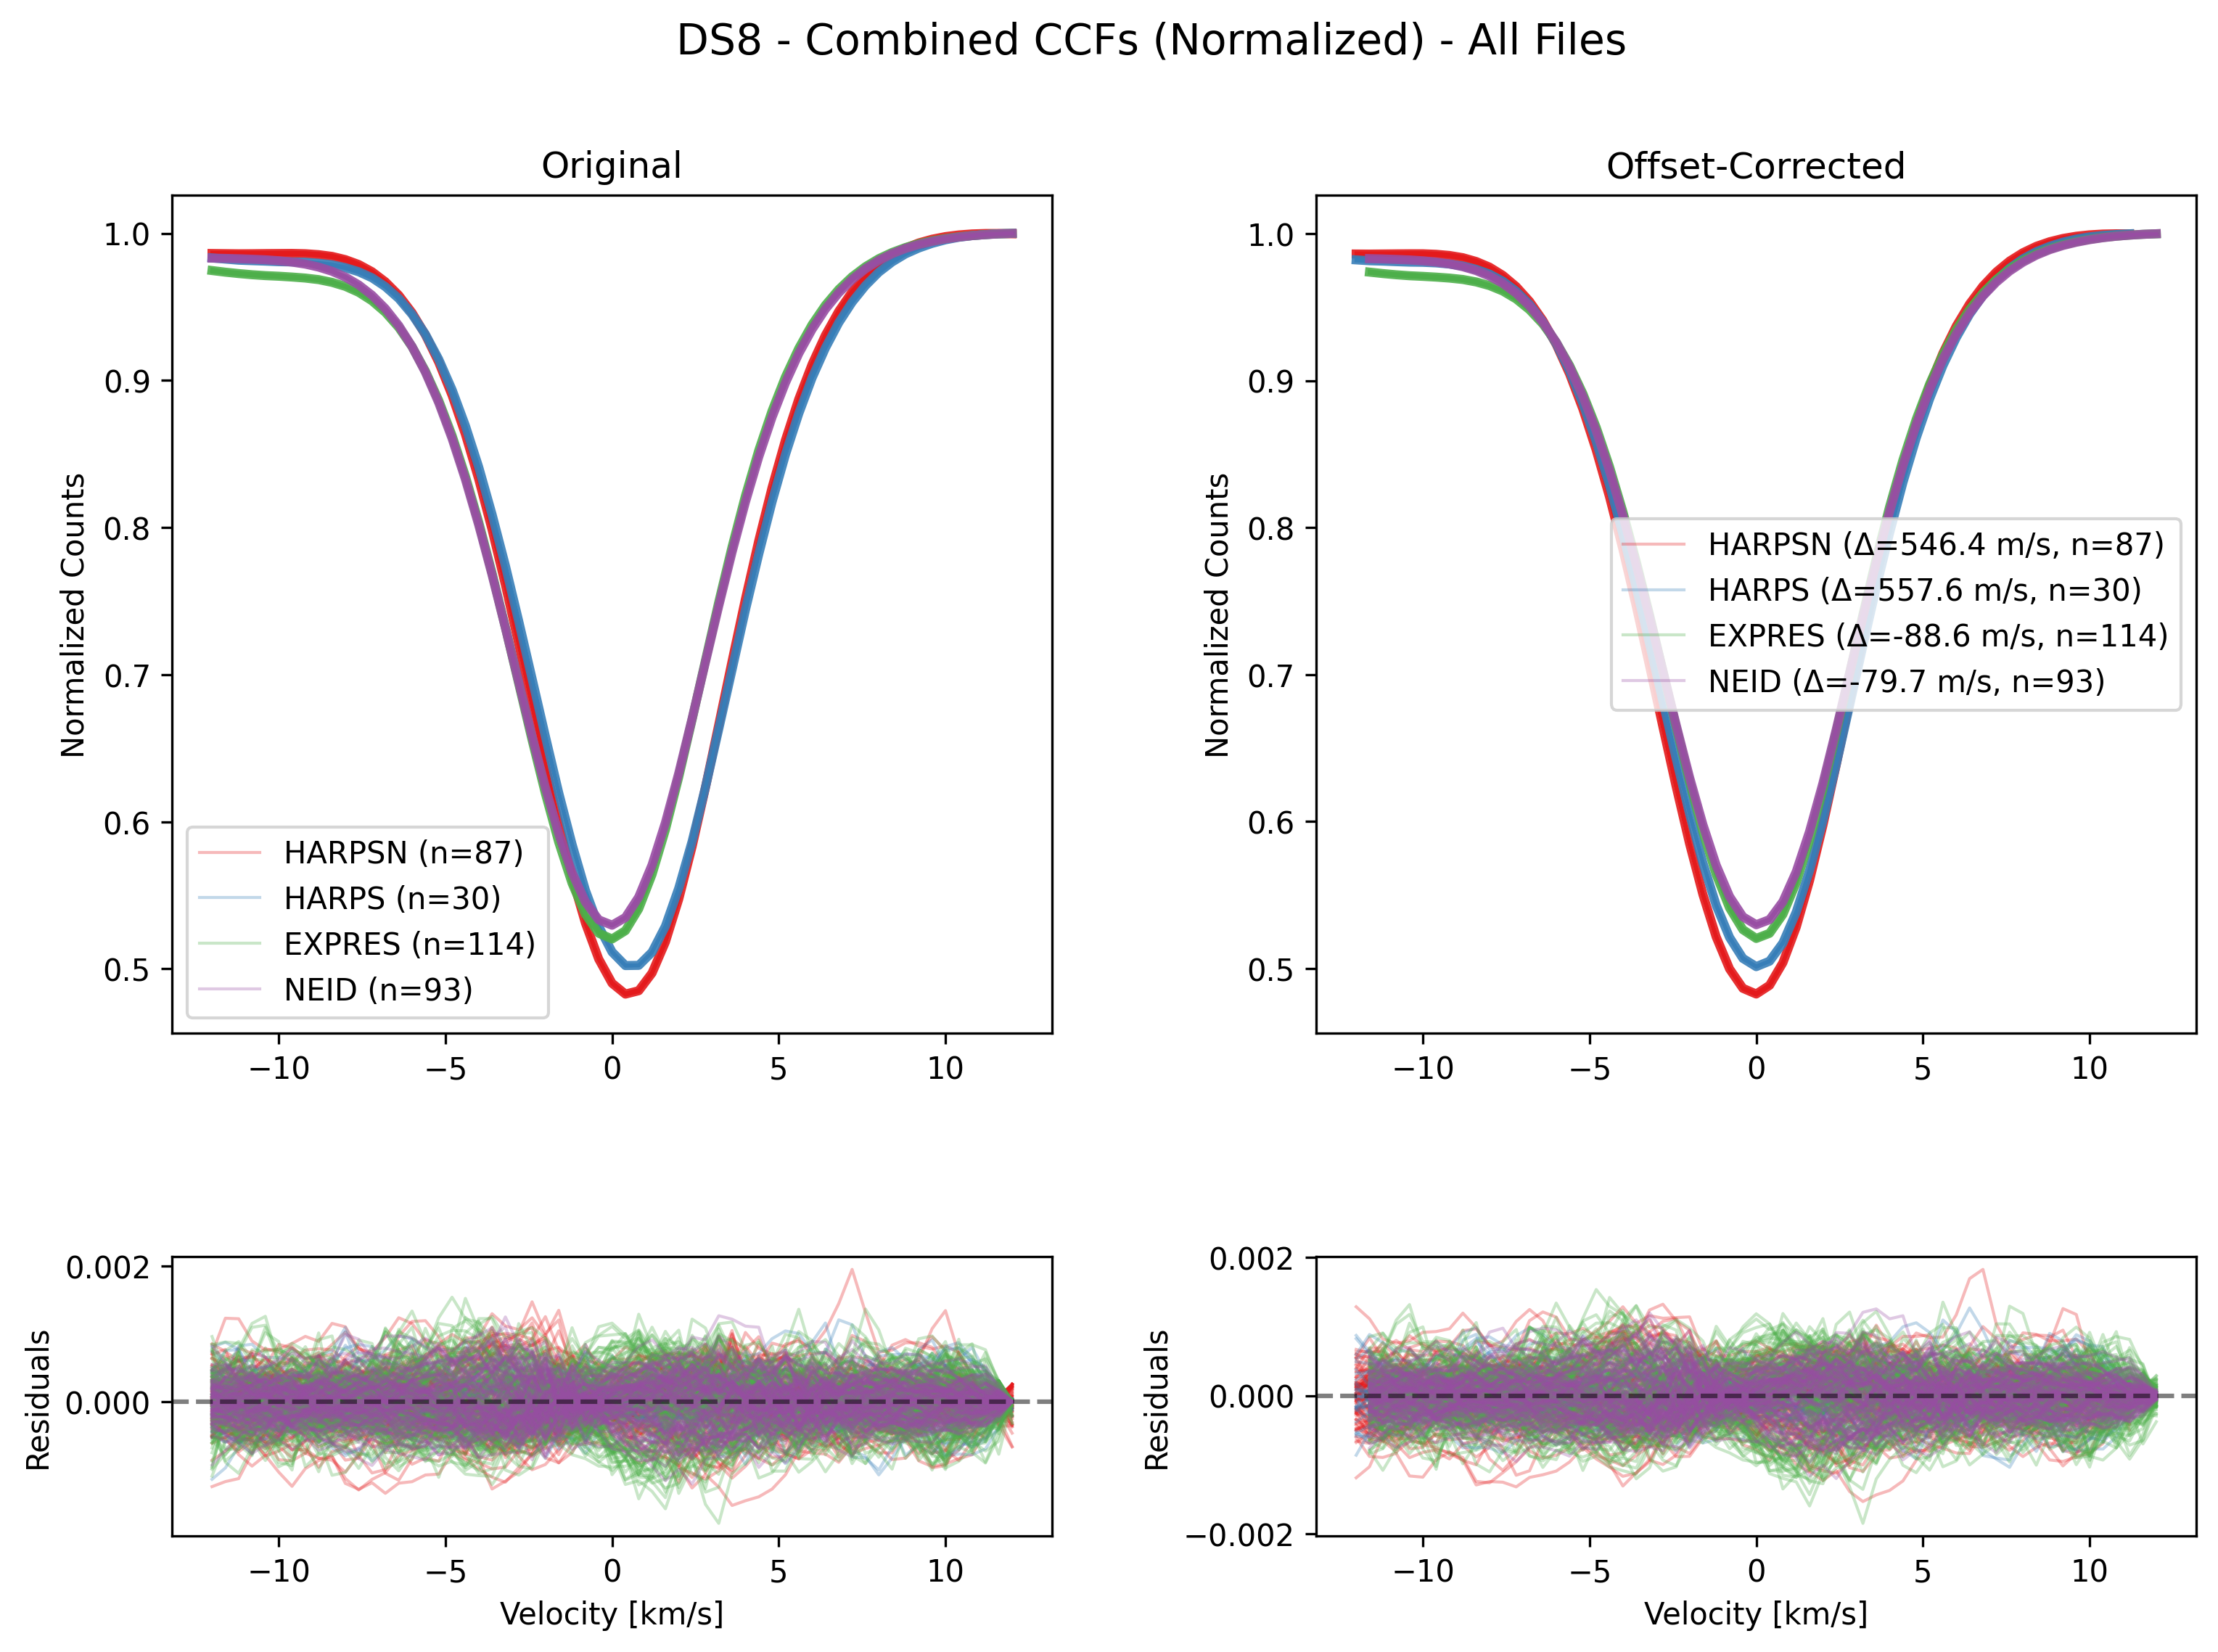 DS8 - Combined CCFs (Normalized) - All Files
Original
1.0
0.9
0.8
0.7
0.6
0.5
Normalized Counts
HARPSN (n=87)
HARPS (n=30)
EXPRES (n=114)
NEID (n=93)
−10
−5
0
5
10
Offset-Corrected
1.0
0.9
0.8
0.7
0.6
0.5
Normalized Counts
HARPSN (Δ=546.4 m/s, n=87)
HARPS (Δ=557.6 m/s, n=30)
EXPRES (Δ=-88.6 m/s, n=114)
NEID (Δ=-79.7 m/s, n=93)
−10
−5
0
5
10
0.002
0.000
Residuals
−10
−5
0
5
10
Velocity [km/s]
0.002
0.000
−0.002
Residuals
−10
−5
0
5
10
Velocity [km/s]